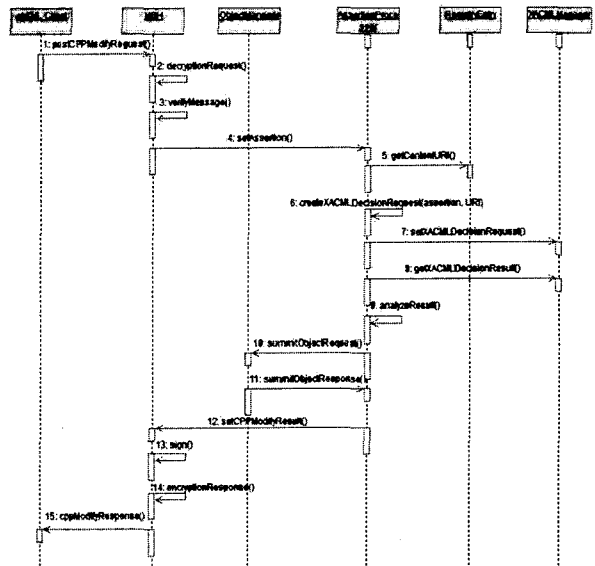 1: postCPPModifyRequest()
2: decryptionRequest()
3: verifyMessage()
4: setAssertion()
5: getContentURI()
6: createXACMLDecisionRequest(assertion, URI)
7: setXACMLDecisionRequest()
8: getXACMLDecisionResult()
9: analyzeResult()
10: summitObjectRequest()
11: summitObjectResponse()
12: setCPPModifyResult()
13: sign()
14: encryptionResponse()
15: cppModifyResponse()